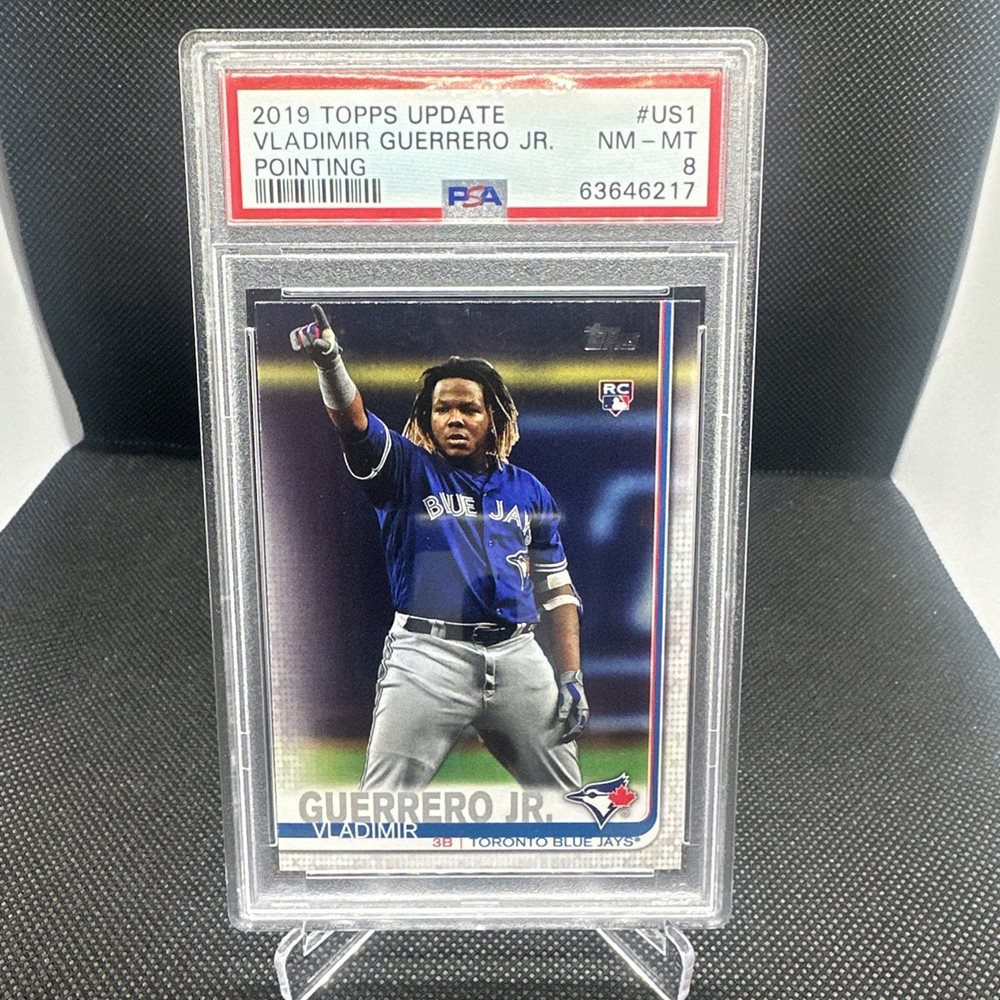 2019 TOPPS UPDATE #US1
VLADIMIR GUERRERO JR. NM – MT
POINTING 8
PSA 63646217
Topps
RC
BLUE JA
GUERRERO JR.
VLADIMIR
3B | TORONTO BLUE JAYS®